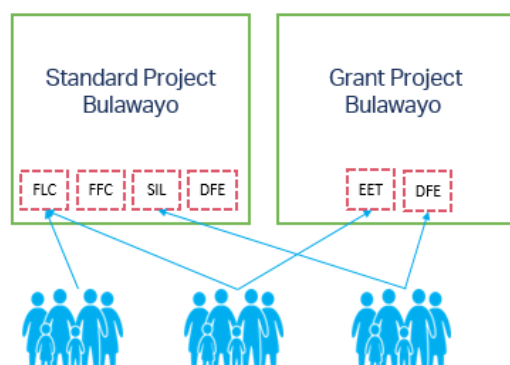 Standard Project
Bulawayo
Grant Project
Bulawayo
FLC FFC SIL DFE
EET DFE